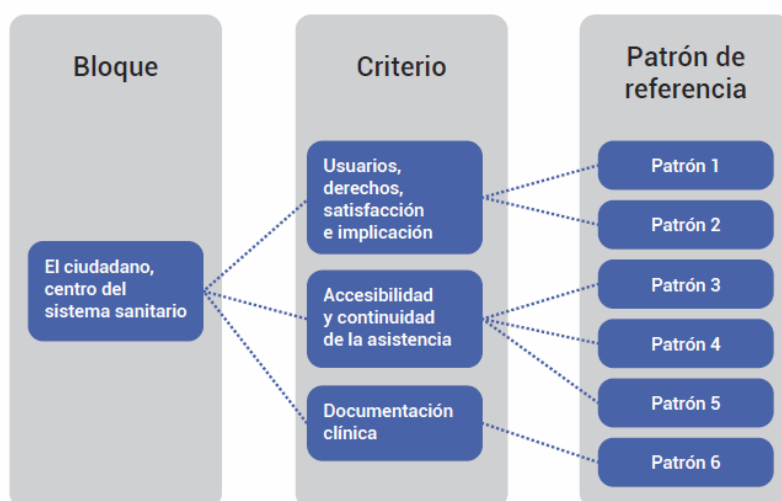 Bloque
El ciudadano,
centro del
sistema sanitario
Criterio
Usuarios,
derechos,
satisfacción
e implicación
Accesibilidad
y continuidad
de la asistencia
Documentación
clínica
Patrón de
referencia
Patrón 1
Patrón 2
Patrón 3
Patrón 4
Patrón 5
Patrón 6